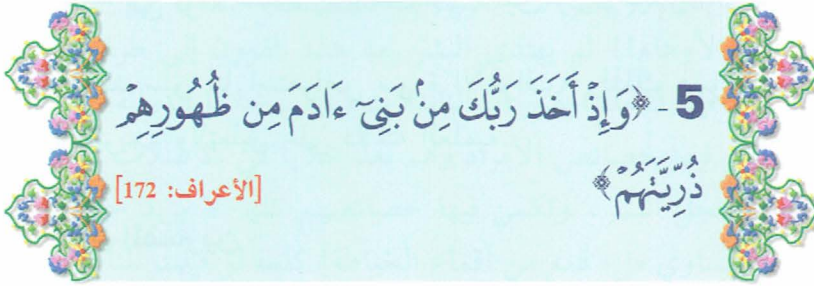 5 - ﴿وَإِذْ أَخَذَ رَبُّكَ مِنۢ بَنِىٓ ءَادَمَ مِن ظُهُورِهِمْ
ذُرِّيَّتَهُمْ﴾ [الأعراف: 172]